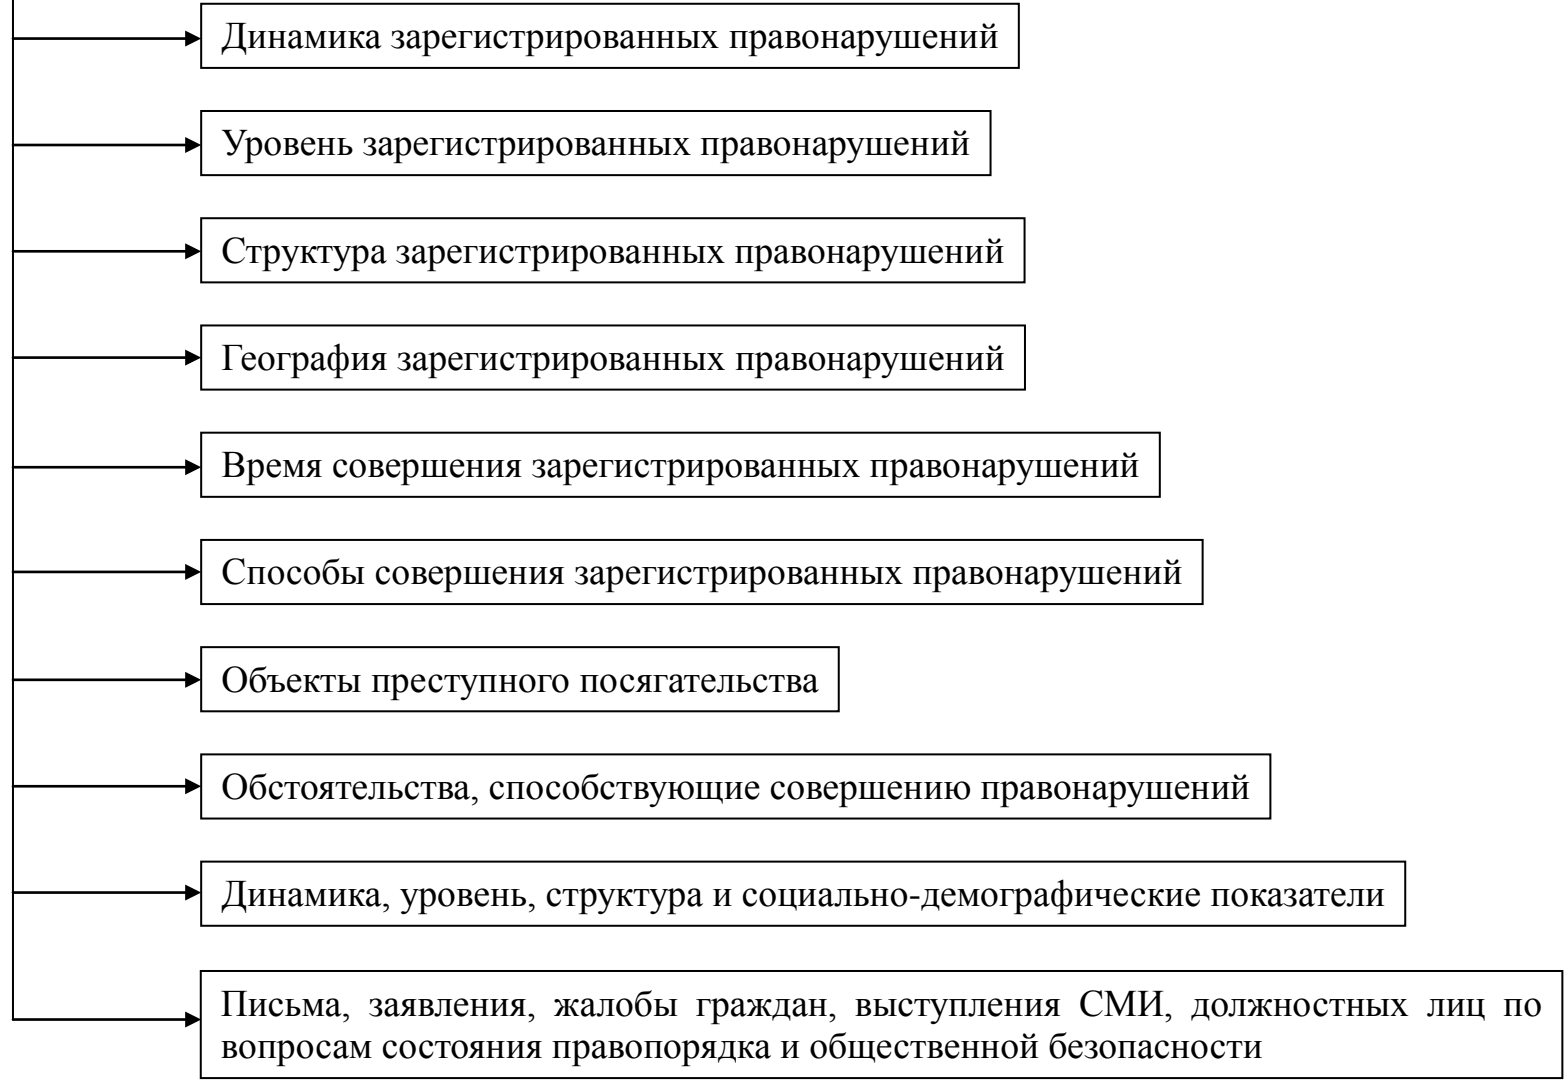 Динамика зарегистрированных правонарушений
Уровень зарегистрированных правонарушений
Структура зарегистрированных правонарушений
География зарегистрированных правонарушений
Время совершения зарегистрированных правонарушений
Способы совершения зарегистрированных правонарушений
Объекты преступного посягательства
Обстоятельства, способствующие совершению правонарушений
Динамика, уровень, структура и социально-демографические показатели
Письма, заявления, жалобы граждан, выступления СМИ, должностных лиц по
вопросам состояния правопорядка и общественной безопасности